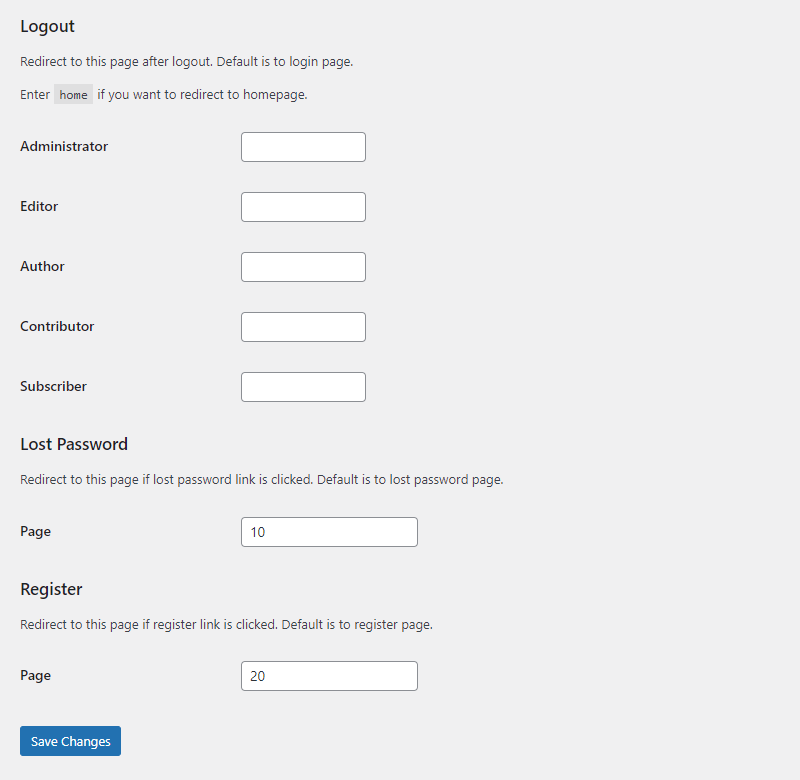 Logout
Redirect to this page after logout. Default is to login page.
Enter home if you want to redirect to homepage.
Administrator
Editor
Author
Contributor
Subscriber
Lost Password
Redirect to this page if lost password link is clicked. Default is to lost password page.
Page 10
Register
Redirect to this page if register link is clicked. Default is to register page.
Page 20
Save Changes